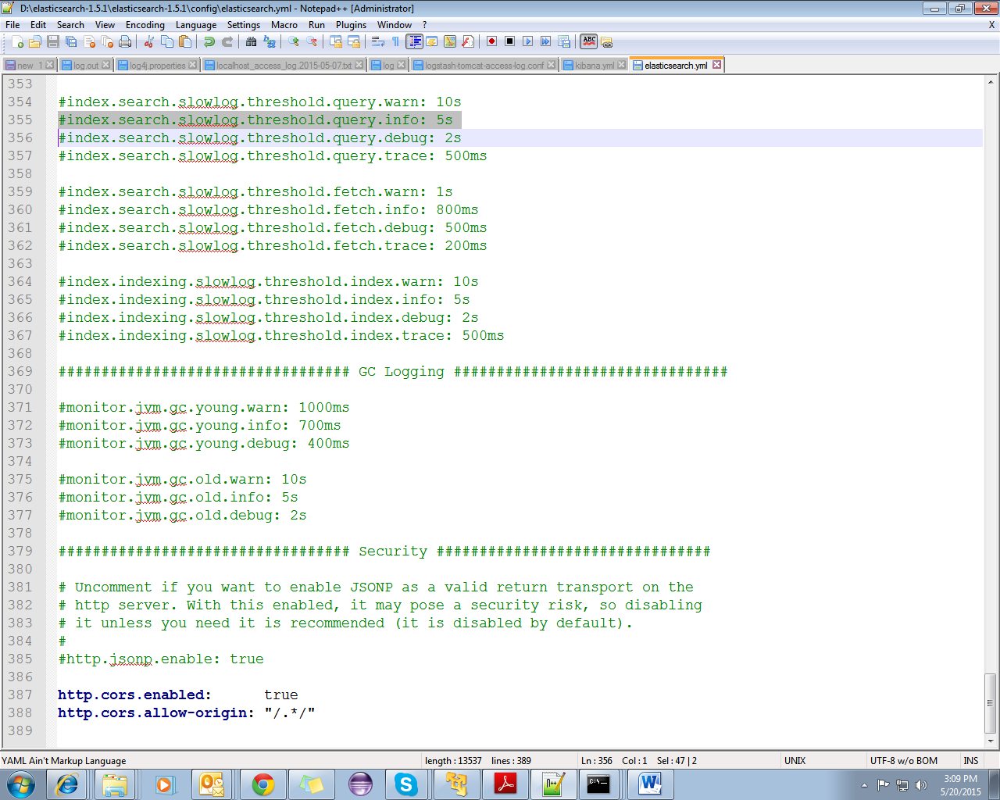 D:\elasticsearch-1.5.1\elasticsearch-1.5.1\config\elasticsearch.yml - Notepad++ [Administrator]
File Edit Search View Encoding Language Settings Macro Run Plugins Window ? X
new 1 log.out log4j.properties localhost_access_log.2015-05-07.txt log logstash-tomcat-access-log.conf kibana.yml elasticsearch.yml
353
354 #index.search.slowlog.threshold.query.warn: 10s
355 #index.search.slowlog.threshold.query.info: 5s
356 #index.search.slowlog.threshold.query.debug: 2s
357 #index.search.slowlog.threshold.query.trace: 500ms
358
359 #index.search.slowlog.threshold.fetch.warn: 1s
360 #index.search.slowlog.threshold.fetch.info: 800ms
361 #index.search.slowlog.threshold.fetch.debug: 500ms
362 #index.search.slowlog.threshold.fetch.trace: 200ms
363
364 #index.indexing.slowlog.threshold.index.warn: 10s
365 #index.indexing.slowlog.threshold.index.info: 5s
366 #index.indexing.slowlog.threshold.index.debug: 2s
367 #index.indexing.slowlog.threshold.index.trace: 500ms
368
369 ################################## GC Logging ################################
370
371 #monitor.jvm.gc.young.warn: 1000ms
372 #monitor.jvm.gc.young.info: 700ms
373 #monitor.jvm.gc.young.debug: 400ms
374
375 #monitor.jvm.gc.old.warn: 10s
376 #monitor.jvm.gc.old.info: 5s
377 #monitor.jvm.gc.old.debug: 2s
378
379 ################################## Security ################################
380
381 # Uncomment if you want to enable JSONP as a valid return transport on the
382 # http server. With this enabled, it may pose a security risk, so disabling
383 # it unless you need it is recommended (it is disabled by default).
384 #
385 #http.jsonp.enable: true
386
387 http.cors.enabled: true
388 http.cors.allow-origin: "/.*/"
389
YAML Ain't Markup Language length : 13537 lines : 389 Ln : 356 Col : 1 Sel : 47 | 2 UNIX UTF-8 w/o BOM INS
3:09 PM
5/20/2015